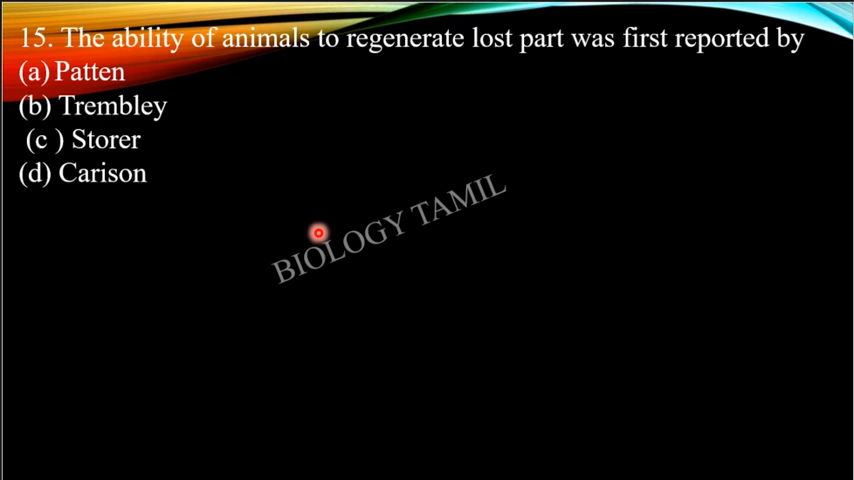 15. The ability of animals to regenerate lost part was first reported by
(a) Patten
(b) Trembley
(c ) Storer
(d) Carison
BIOLOGY TAMIL